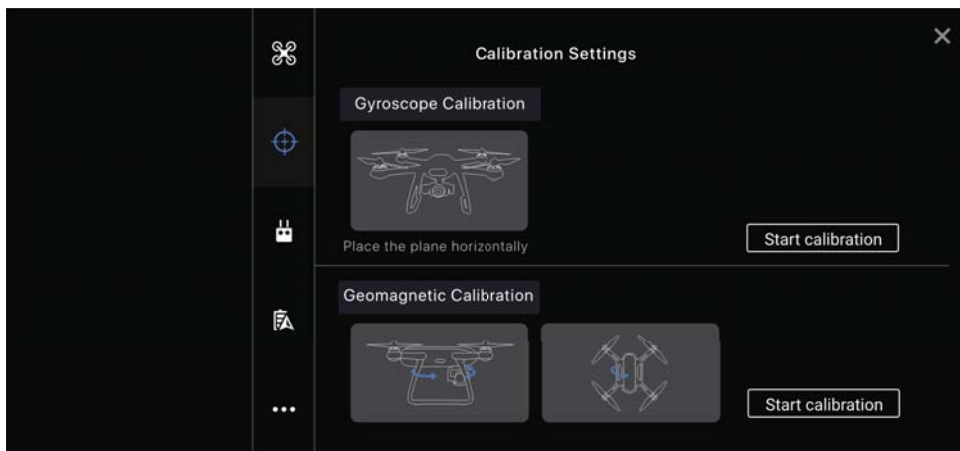 Calibration Settings
Gyroscope Calibration
Place the plane horizontally
Start calibration
Geomagnetic Calibration
Start calibration